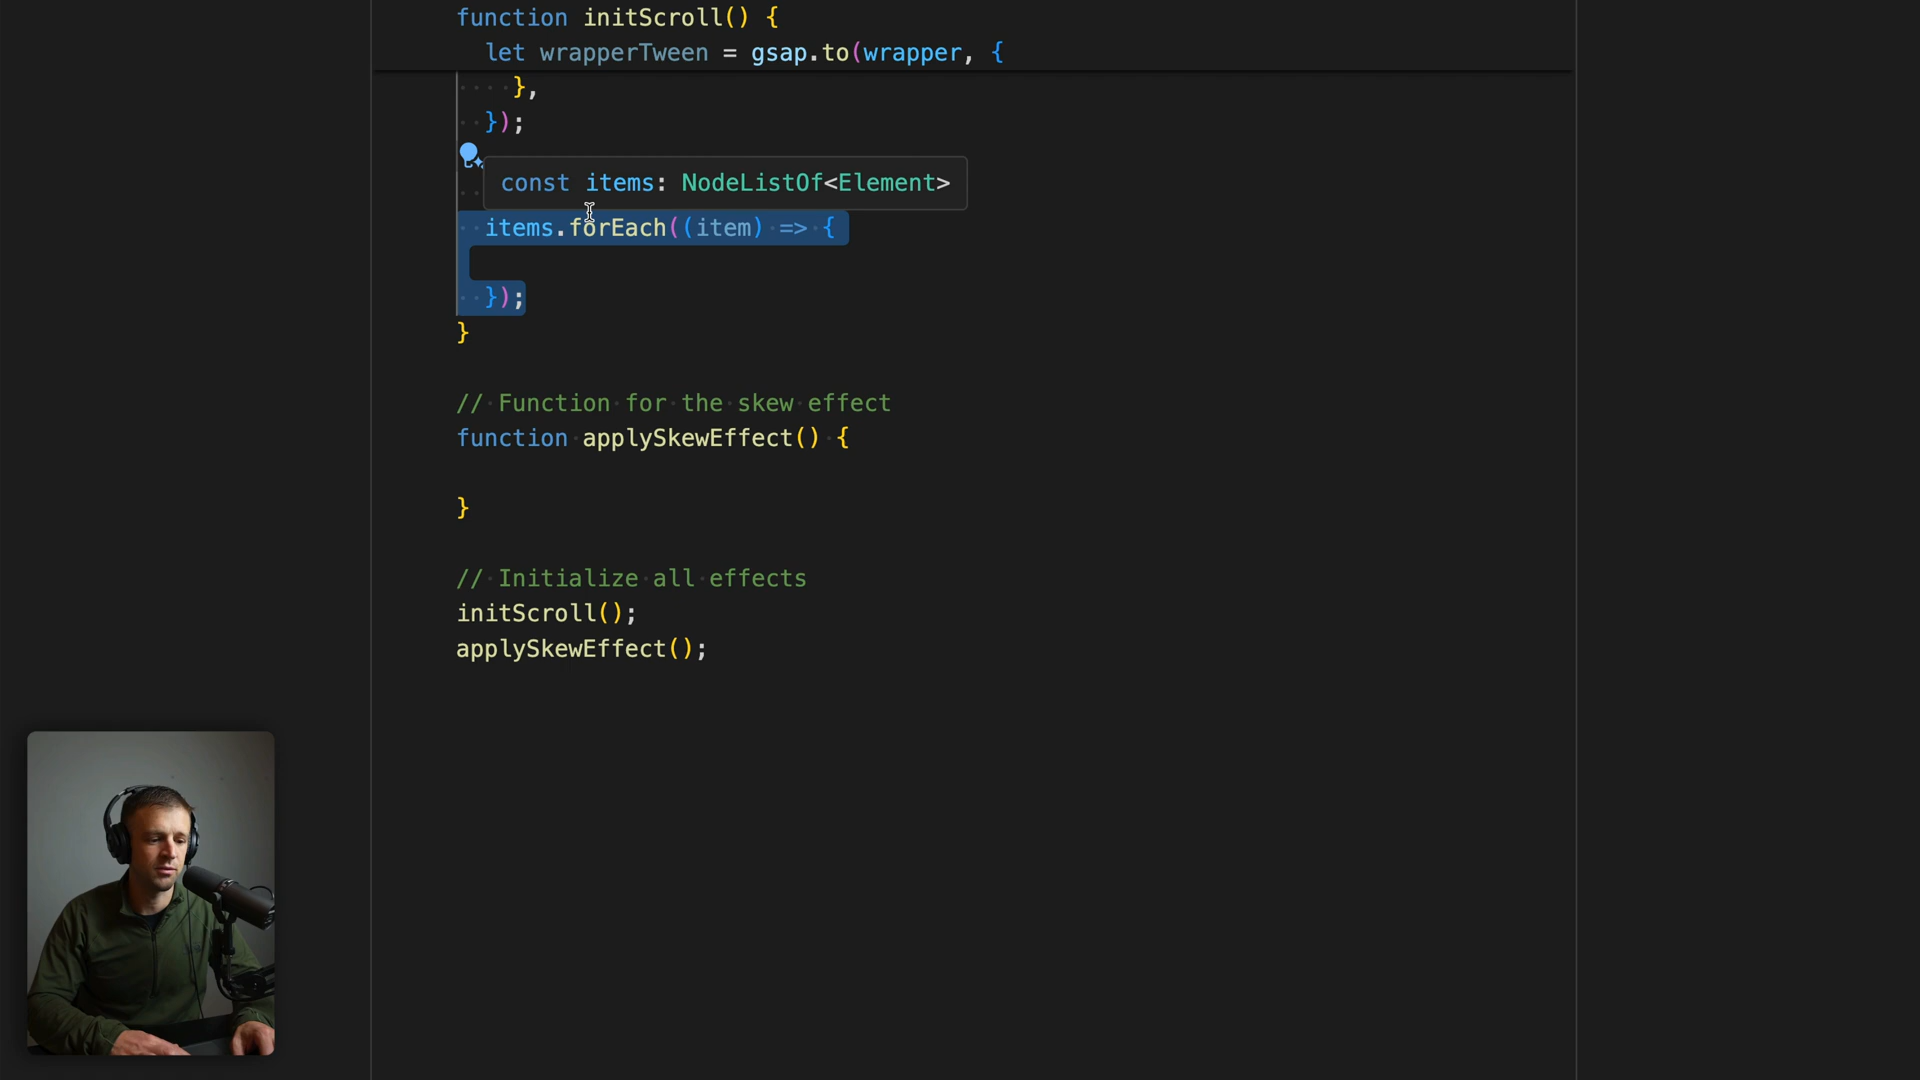 function initScroll() {
let wrapperTween = gsap.to(wrapper, {
},
});
const items: NodeListOf<Element>
items.forEach((item) => {
});
}
// Function for the skew effect
function applySkewEffect() {
}
// Initialize all effects
initScroll();
applySkewEffect();